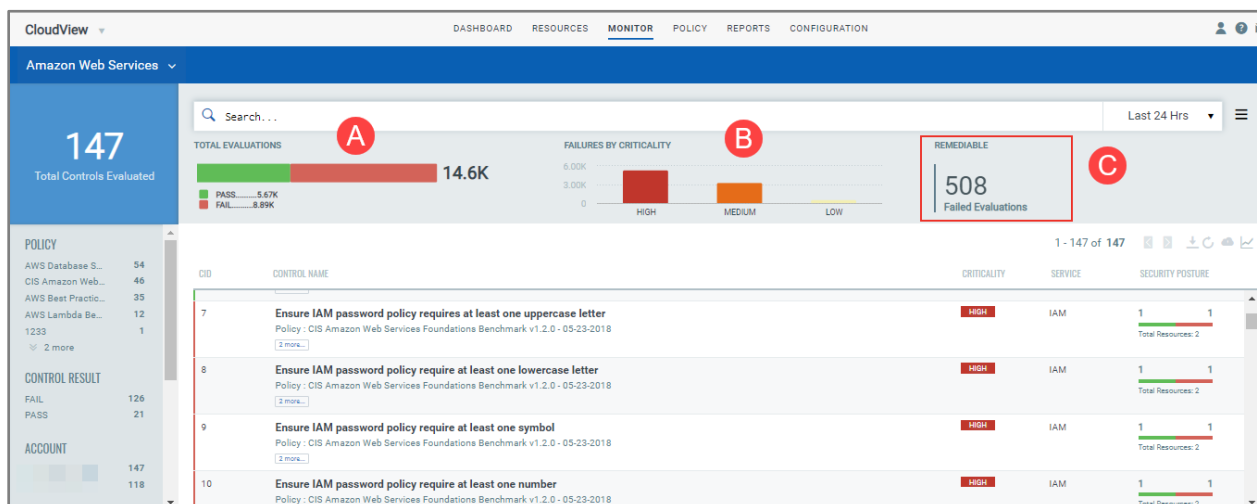 CloudView
DASHBOARD RESOURCES MONITOR POLICY REPORTS CONFIGURATION
Amazon Web Services
147
Total Controls Evaluated
Search...
Last 24 Hrs
TOTAL EVALUATIONS
A
14.6K
PASS..........5.67K
FAIL..........8.89K
FAILURES BY CRITICALITY
B
6.00K
3.00K
0
HIGH MEDIUM LOW
REMEDIABLE
508
Failed Evaluations
C
1 - 147 of 147
POLICY
AWS Database S... 54
CIS Amazon Web... 46
AWS Best Practic... 35
AWS Lambda Be... 12
1233 1
2 more
CONTROL RESULT
FAIL 126
PASS 21
ACCOUNT
147
118
CID CONTROL NAME CRITICALITY SERVICE SECURITY POSTURE
7 Ensure IAM password policy requires at least one uppercase letter HIGH IAM 1 1
Policy : CIS Amazon Web Services Foundations Benchmark v1.2.0 - 05-23-2018
Total Resources: 2
2 more...
8 Ensure IAM password policy require at least one lowercase letter HIGH IAM 1 1
Policy : CIS Amazon Web Services Foundations Benchmark v1.2.0 - 05-23-2018
Total Resources: 2
2 more...
9 Ensure IAM password policy require at least one symbol HIGH IAM 1 1
Policy : CIS Amazon Web Services Foundations Benchmark v1.2.0 - 05-23-2018
Total Resources: 2
2 more...
10 Ensure IAM password policy require at least one number HIGH IAM 1 1
Policy : CIS Amazon Web Services Foundations Benchmark v1.2.0 - 05-23-2018